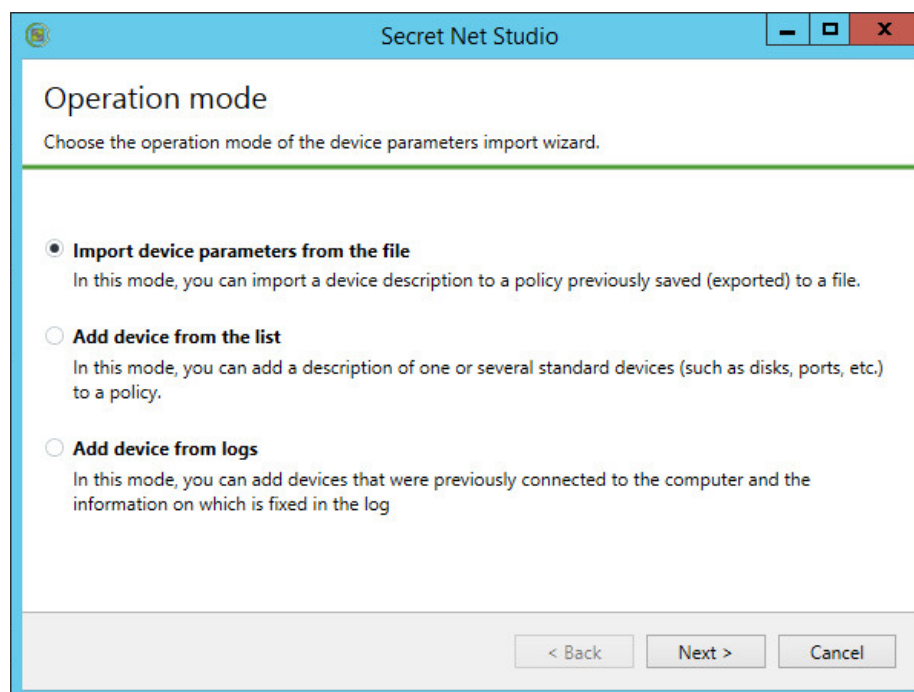 Secret Net Studio
Operation mode
Choose the operation mode of the device parameters import wizard.
Import device parameters from the file
In this mode, you can import a device description to a policy previously saved (exported) to a file.
Add device from the list
In this mode, you can add a description of one or several standard devices (such as disks, ports, etc.)
to a policy.
Add device from logs
In this mode, you can add devices that were previously connected to the computer and the
information on which is fixed in the log
< Back Next > Cancel